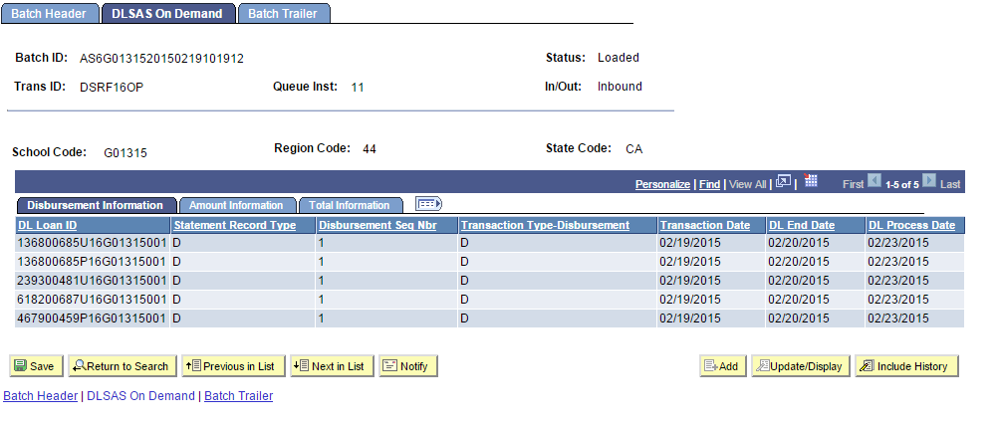 Batch Header DLSAS On Demand Batch Trailer
Batch ID: AS6G0131520150219101912 Status: Loaded
Trans ID: DSRF16OP Queue Inst: 11 In/Out: Inbound
School Code: G01315 Region Code: 44 State Code: CA
Personalize | Find | View All | | First 1-5 of 5 Last
Disbursement Information Amount Information Total Information
DL Loan ID Statement Record Type Disbursement Seq Nbr Transaction Type-Disbursement Transaction Date DL End Date DL Process Date
136800685U16G01315001 D 1 D 02/19/2015 02/20/2015 02/23/2015
136800685P16G01315001 D 1 D 02/19/2015 02/20/2015 02/23/2015
239300481U16G01315001 D 1 D 02/19/2015 02/20/2015 02/23/2015
618200687U16G01315001 D 1 D 02/19/2015 02/20/2015 02/23/2015
467900459P16G01315001 D 1 D 02/19/2015 02/20/2015 02/23/2015
Save Return to Search Previous in List Next in List Notify Add Update/Display Include History
Batch Header | DLSAS On Demand | Batch Trailer